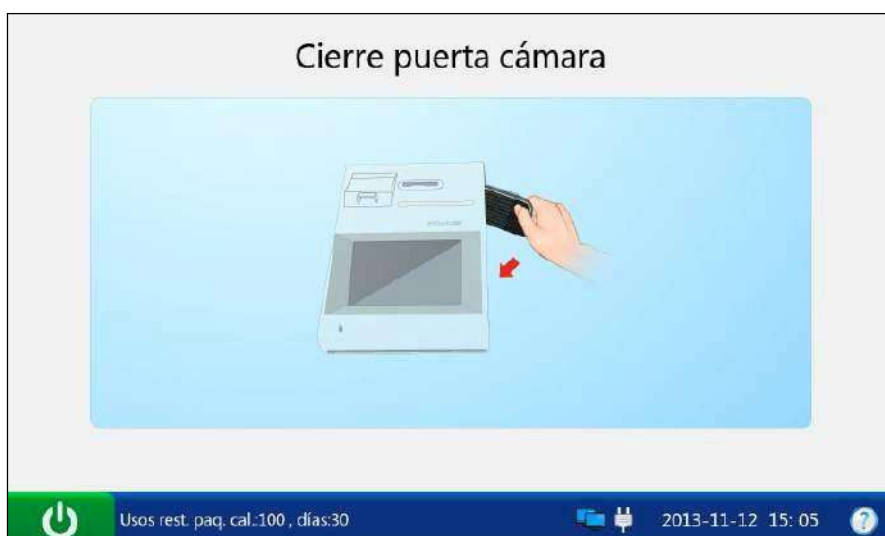 Cierre puerta cámara
Usos rest. paq. cal.:100 , días:30
2013-11-12 15: 05
?